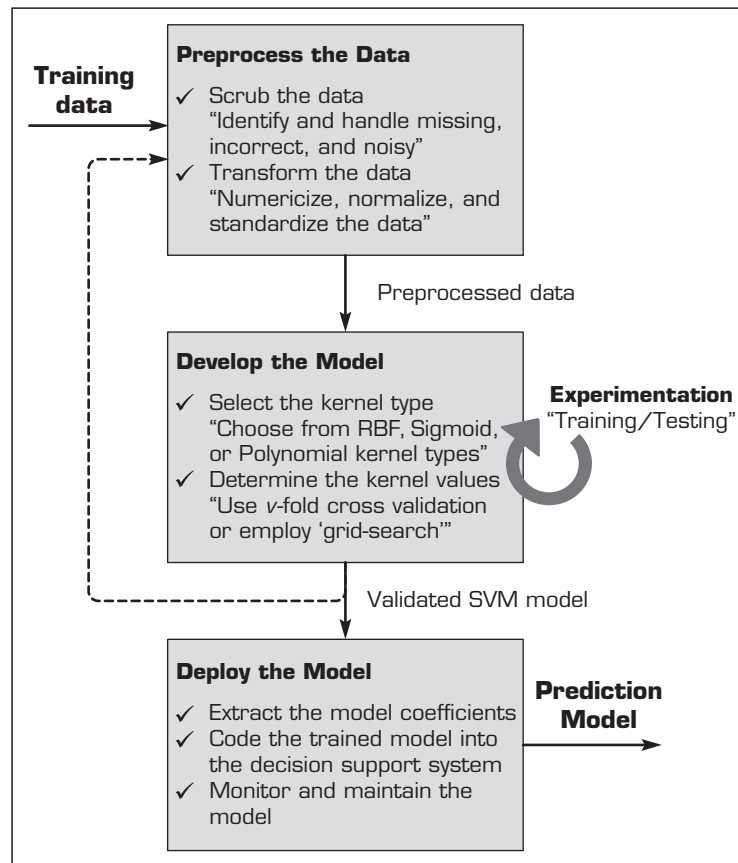 Training
data
Preprocess the Data
✓ Scrub the data
“Identify and handle missing,
incorrect, and noisy”
✓ Transform the data
“Numericize, normalize, and
standardize the data”
Preprocessed data
Develop the Model
✓ Select the kernel type
“Choose from RBF, Sigmoid,
or Polynomial kernel types”
✓ Determine the kernel values
“Use v-fold cross validation
or employ ‘grid-search’”
Experimentation
“Training/Testing”
Validated SVM model
Deploy the Model
✓ Extract the model coefficients
✓ Code the trained model into
the decision support system
✓ Monitor and maintain the
model
Prediction
Model